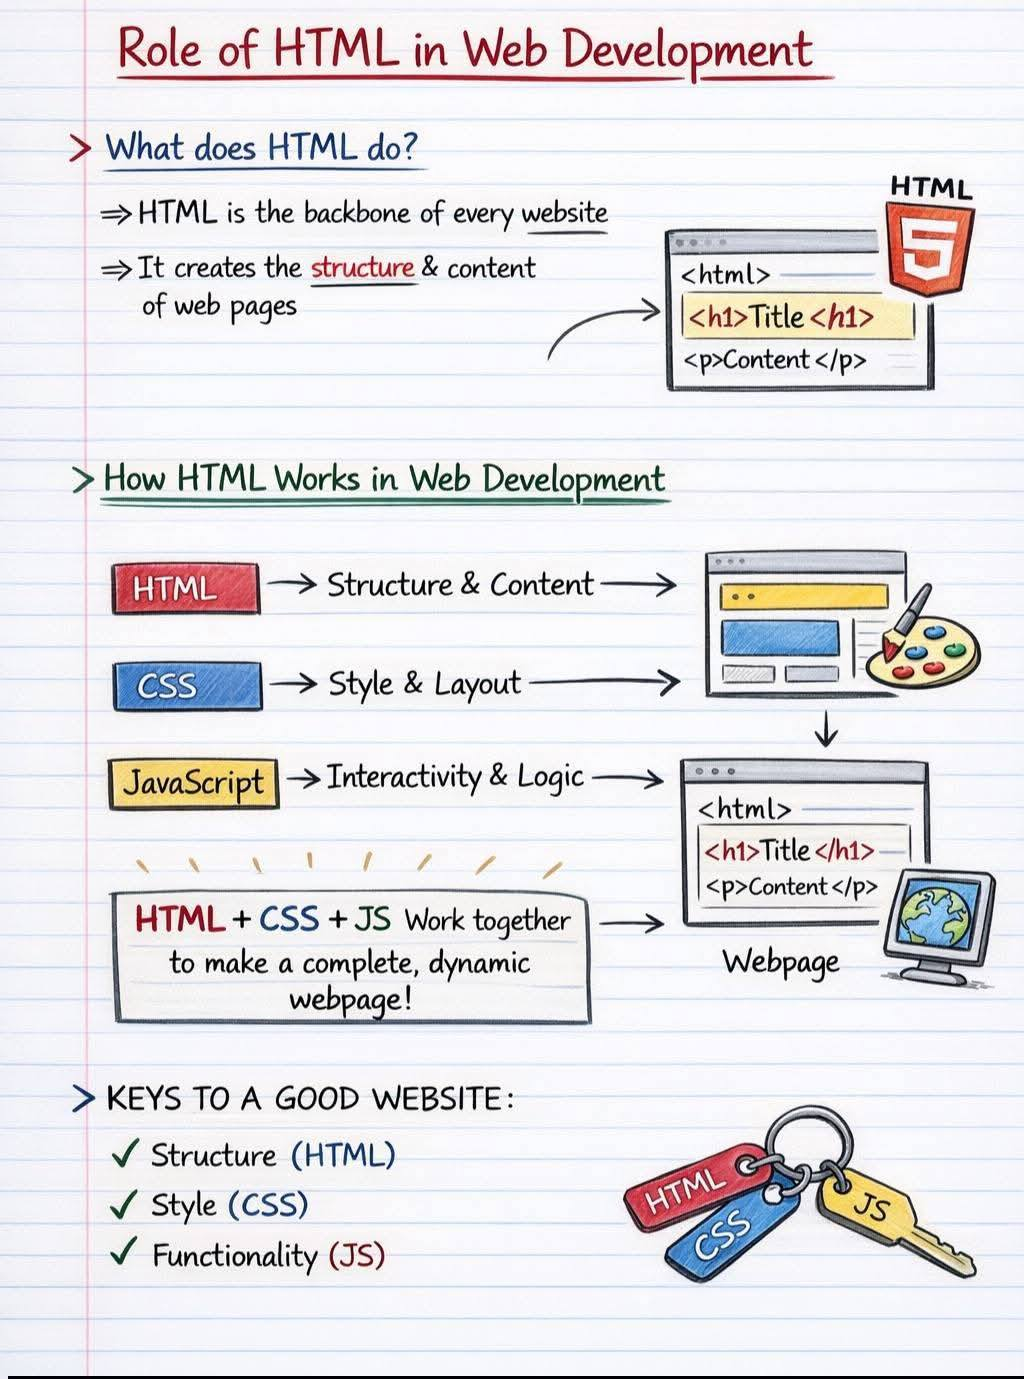 Role of HTML in Web Development
> What does HTML do?
⇒ HTML is the backbone of every website
⇒ It creates the structure & content
of web pages
HTML
5
<html>
<h1>Title <h1>
<p>Content </p>
> How HTML Works in Web Development
HTML → Structure & Content →
CSS → Style & Layout →
JavaScript → Interactivity & Logic →
<html>
<h1>Title </h1>
<p>Content </p>
Webpage
HTML + CSS + JS Work together →
to make a complete, dynamic
webpage!
> KEYS TO A GOOD WEBSITE:
✓ Structure (HTML)
✓ Style (CSS)
✓ Functionality (JS)
HTML
CSS
JS